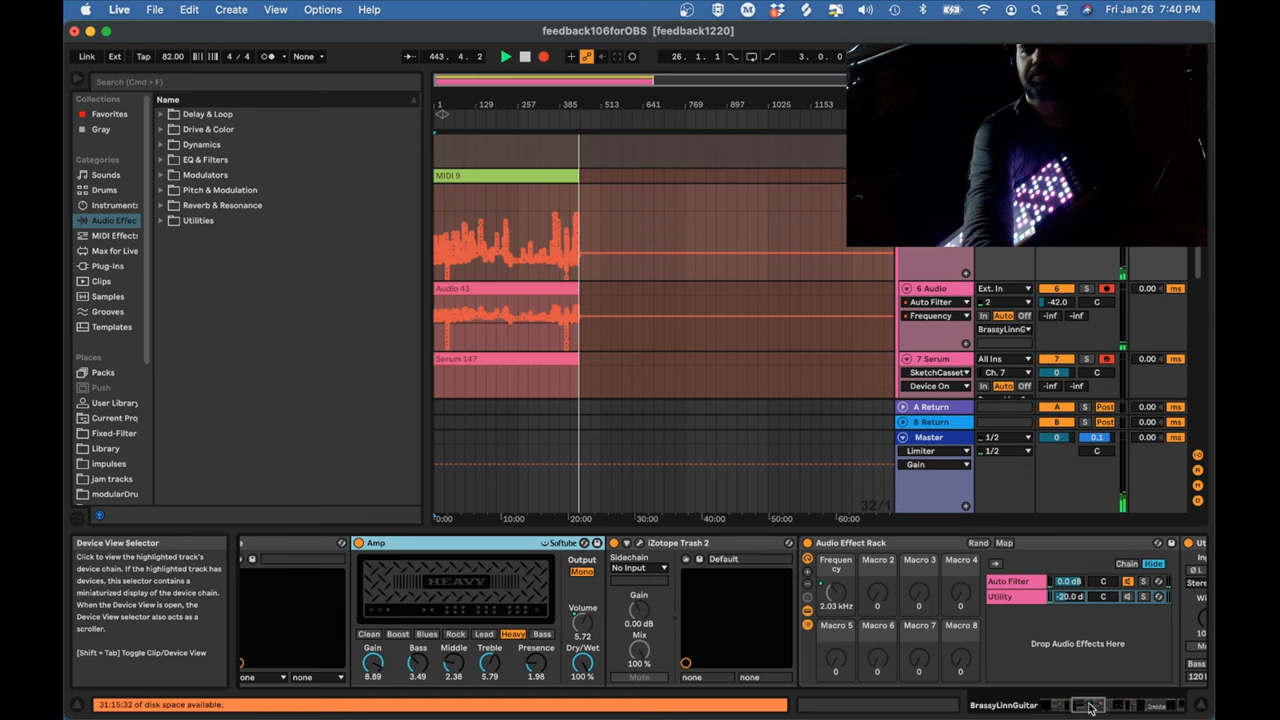 Live File Edit Create View Options Help
Fri Jan 26 7:40 PM
feedback106forOBS [feedback1220]
Link Ext Tap 82.00 4 / 4 None 443. 4. 2 26. 1. 1 3. 0. 0
Search (Cmd + F)
Collections
Favorites
Gray
Categories
Sounds
Drums
Instruments
Audio Effec
MIDI Effects
Max for Live
Plug-Ins
Clips
Samples
Grooves
Templates
Places
Packs
Push
User Library
Current Pro
Fixed-Filter
Library
impulses
jam tracks
modularDru
Name
Delay & Loop
Drive & Color
Dynamics
EQ & Filters
Modulators
Pitch & Modulation
Reverb & Resonance
Utilities
1 129 257 385 513 641 769 897 1025 1153
MIDI 9
Audio 43
Serum 147
32/1
0:00 10:00 20:00 30:00 40:00 50:00 60:00
6 Audio Ext. In 6 S 0.00 ms
Auto Filter 2 -42.0 C
Frequency In Auto Off -inf -inf
BrassyLinnG
7 Serum All Ins 7 S 0.00 ms
SketchCasset Ch. 7 0 C
Device On In Auto Off -inf -inf
A Return A S Post 0.00 ms
B Return B S Post 0.00 ms
Master 1/2 0 0.1 0.00 ms
Limiter 1/2 C
Gain
Device View Selector
Click to view the highlighted track's
device chain. If the highlighted track has
devices, this selector contains a
miniaturized display of the device chain.
When the Device View is open, the
Device View selector also acts as a
scroller.
[Shift + Tab] Toggle Clip/Device View
one none
Amp Softube
HEAVY
Output
Mono
Volume
5.72
Clean Boost Blues Rock Lead Heavy Bass
Gain Bass Middle Treble Presence Dry/Wet
8.89 3.49 2.38 5.79 1.98 100 %
iZotope Trash 2
Sidechain
No Input
Default
Gain
0.00 dB
Mix
100 %
Mute
none none
Audio Effect Rack Rand Map
Frequen
cy
Macro 2 Macro 3 Macro 4
2.03 kHz 0 0 0
Macro 5 Macro 6 Macro 7 Macro 8
0 0 0 0
Chain Hide
Auto Filter 0.0 dB C S
Utility -20.0 d C S
Drop Audio Effects Here
Ut
Stere
Bass
31:15:32 of disk space available.
BrassyLinnGuitar